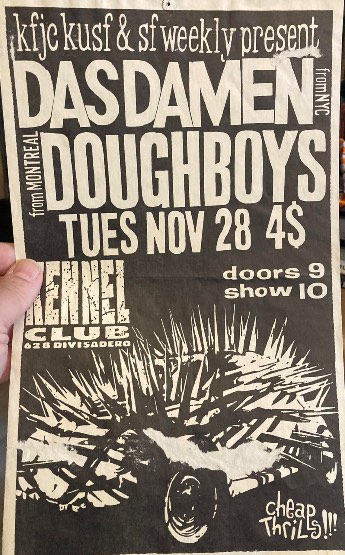 kfjc kusf & sf weekly present
DAS DAMEN from NYC
from MONTREAL DOUGHBOYS
TUES NOV 28 4$
KENNEL
CLUB
628 DIVISADERO
doors 9
show 10
cheap
Thrills!!!